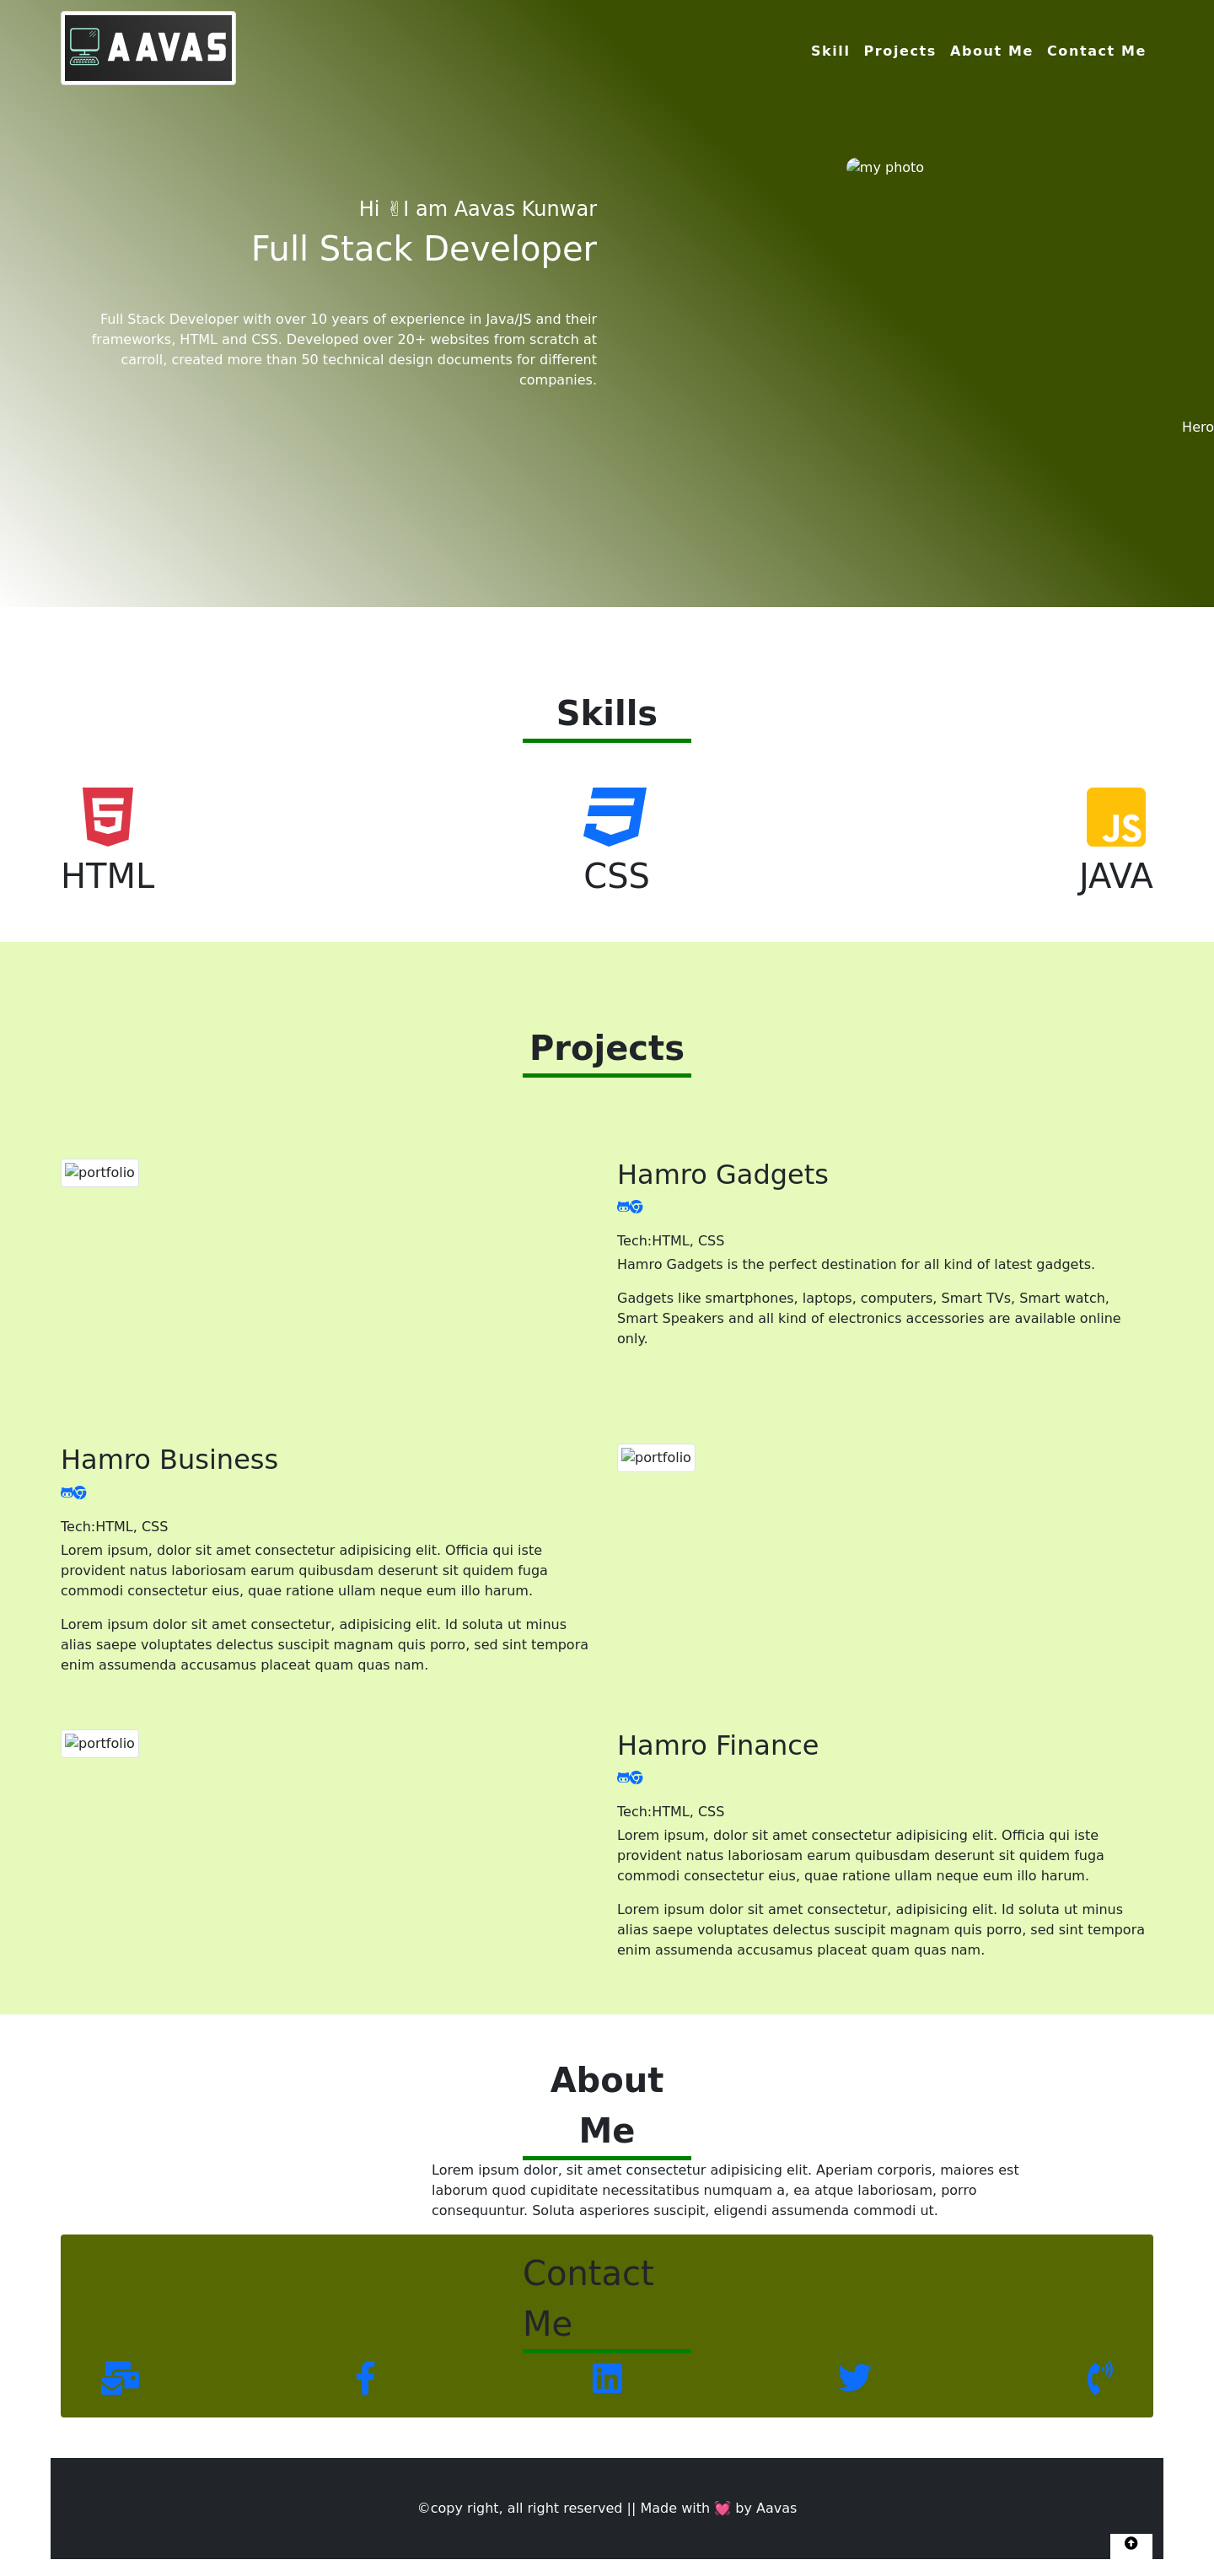 AAVAS
Skill Projects About Me Contact Me
my photo
Hi ✌I am Aavas Kunwar
Full Stack Developer
Full Stack Developer with over 10 years of experience in Java/JS and their
frameworks, HTML and CSS. Developed over 20+ websites from scratch at
carroll, created more than 50 technical design documents for different
companies.
Hero
Skills
HTML
CSS
JS
JAVA
Projects
portfolio
Hamro Gadgets
Tech:HTML, CSS
Hamro Gadgets is the perfect destination for all kind of latest gadgets.
Gadgets like smartphones, laptops, computers, Smart TVs, Smart watch,
Smart Speakers and all kind of electronics accessories are available online
only.
Hamro Business
Tech:HTML, CSS
Lorem ipsum, dolor sit amet consectetur adipisicing elit. Officia qui iste
provident natus laboriosam earum quibusdam deserunt sit quidem fuga
commodi consectetur eius, quae ratione ullam neque eum illo harum.
Lorem ipsum dolor sit amet consectetur, adipisicing elit. Id soluta ut minus
alias saepe voluptates delectus suscipit magnam quis porro, sed sint tempora
enim assumenda accusamus placeat quam quas nam.
portfolio
portfolio
Hamro Finance
Tech:HTML, CSS
Lorem ipsum, dolor sit amet consectetur adipisicing elit. Officia qui iste
provident natus laboriosam earum quibusdam deserunt sit quidem fuga
commodi consectetur eius, quae ratione ullam neque eum illo harum.
Lorem ipsum dolor sit amet consectetur, adipisicing elit. Id soluta ut minus
alias saepe voluptates delectus suscipit magnam quis porro, sed sint tempora
enim assumenda accusamus placeat quam quas nam.
About
Me
Lorem ipsum dolor, sit amet consectetur adipisicing elit. Aperiam corporis, maiores est
laborum quod cupiditate necessitatibus numquam a, ea atque laboriosam, porro
consequuntur. Soluta asperiores suscipit, eligendi assumenda commodi ut.
Contact
Me
©copy right, all right reserved || Made with 💓 by Aavas